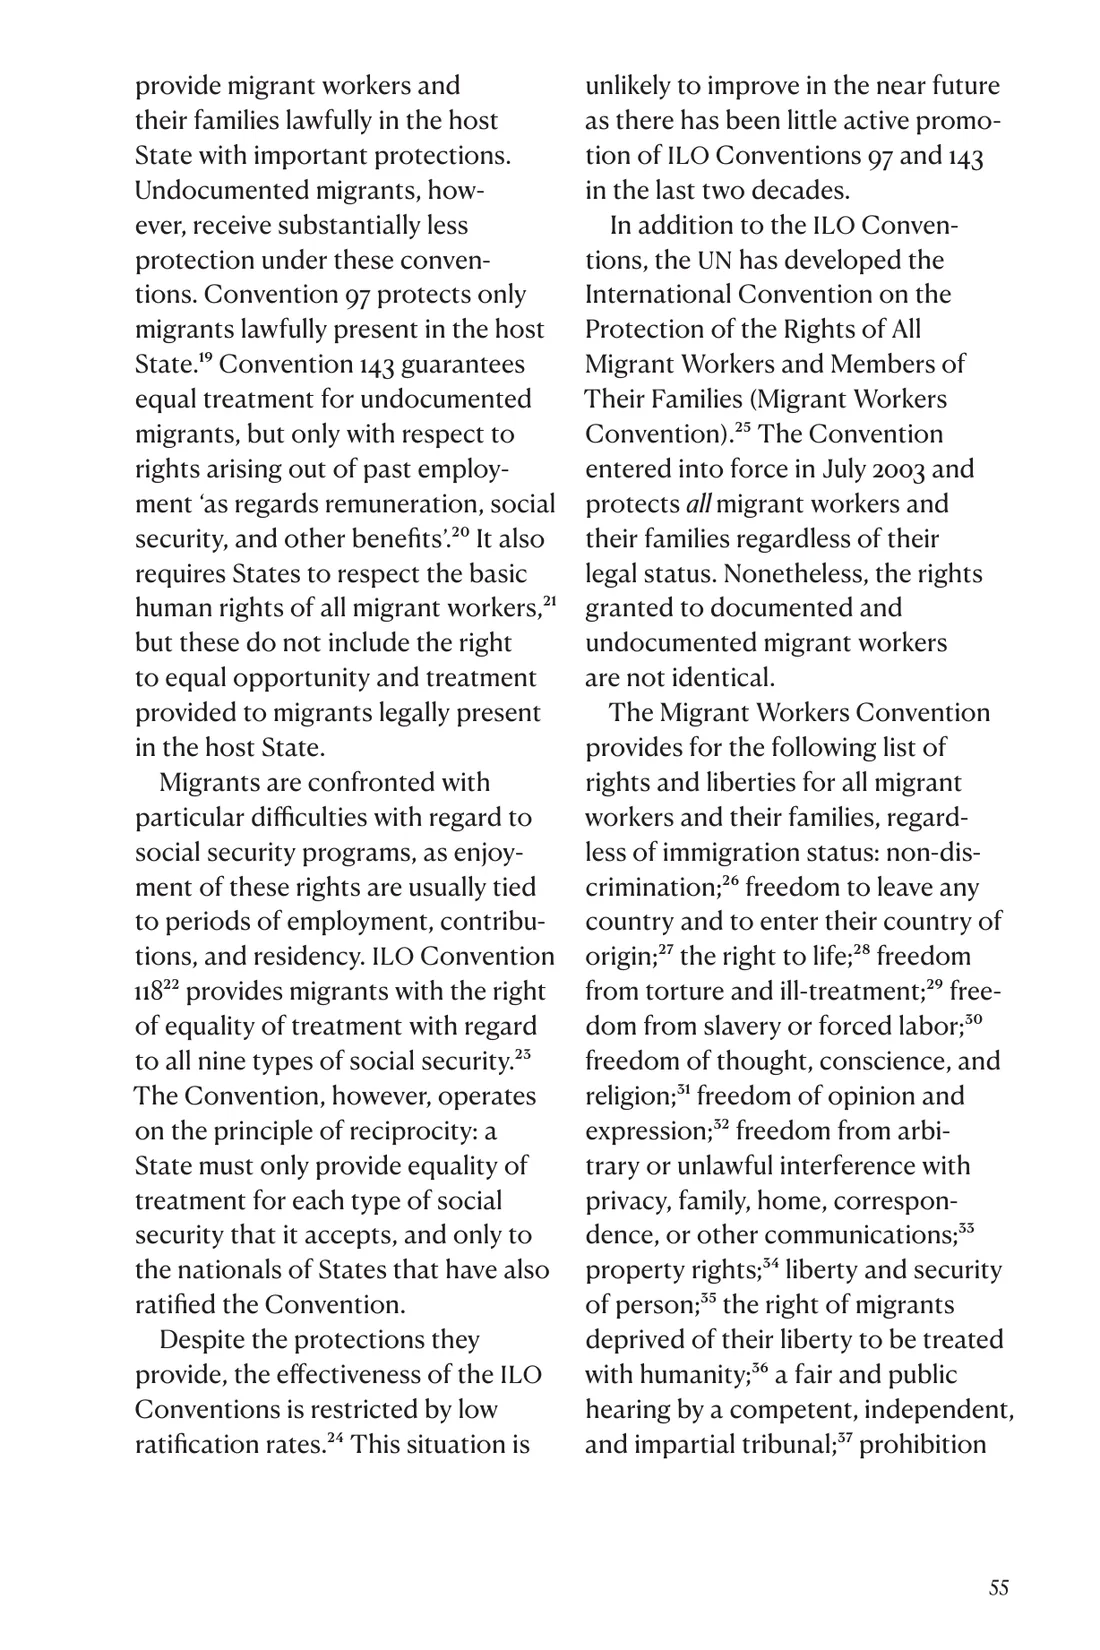 provide migrant workers and
their families lawfully in the host
State with important protections.
Undocumented migrants, how-
ever, receive substantially less
protection under these conven-
tions. Convention 97 protects only
migrants lawfully present in the host
State.¹⁹ Convention 143 guarantees
equal treatment for undocumented
migrants, but only with respect to
rights arising out of past employ-
ment ‘as regards remuneration, social
security, and other benefits’.²⁰ It also
requires States to respect the basic
human rights of all migrant workers,²¹
but these do not include the right
to equal opportunity and treatment
provided to migrants legally present
in the host State.
Migrants are confronted with
particular difficulties with regard to
social security programs, as enjoy-
ment of these rights are usually tied
to periods of employment, contribu-
tions, and residency. ILO Convention
118²² provides migrants with the right
of equality of treatment with regard
to all nine types of social security.²³
The Convention, however, operates
on the principle of reciprocity: a
State must only provide equality of
treatment for each type of social
security that it accepts, and only to
the nationals of States that have also
ratified the Convention.
Despite the protections they
provide, the effectiveness of the ILO
Conventions is restricted by low
ratification rates.²⁴ This situation is
unlikely to improve in the near future
as there has been little active promo-
tion of ILO Conventions 97 and 143
in the last two decades.
In addition to the ILO Conven-
tions, the UN has developed the
International Convention on the
Protection of the Rights of All
Migrant Workers and Members of
Their Families (Migrant Workers
Convention).²⁵ The Convention
entered into force in July 2003 and
protects all migrant workers and
their families regardless of their
legal status. Nonetheless, the rights
granted to documented and
undocumented migrant workers
are not identical.
The Migrant Workers Convention
provides for the following list of
rights and liberties for all migrant
workers and their families, regard-
less of immigration status: non-dis-
crimination;²⁶ freedom to leave any
country and to enter their country of
origin;²⁷ the right to life;²⁸ freedom
from torture and ill-treatment;²⁹ free-
dom from slavery or forced labor;³⁰
freedom of thought, conscience, and
religion;³¹ freedom of opinion and
expression;³² freedom from arbi-
trary or unlawful interference with
privacy, family, home, correspon-
dence, or other communications;³³
property rights;³⁴ liberty and security
of person;³⁵ the right of migrants
deprived of their liberty to be treated
with humanity;³⁶ a fair and public
hearing by a competent, independent,
and impartial tribunal;³⁷ prohibition
55